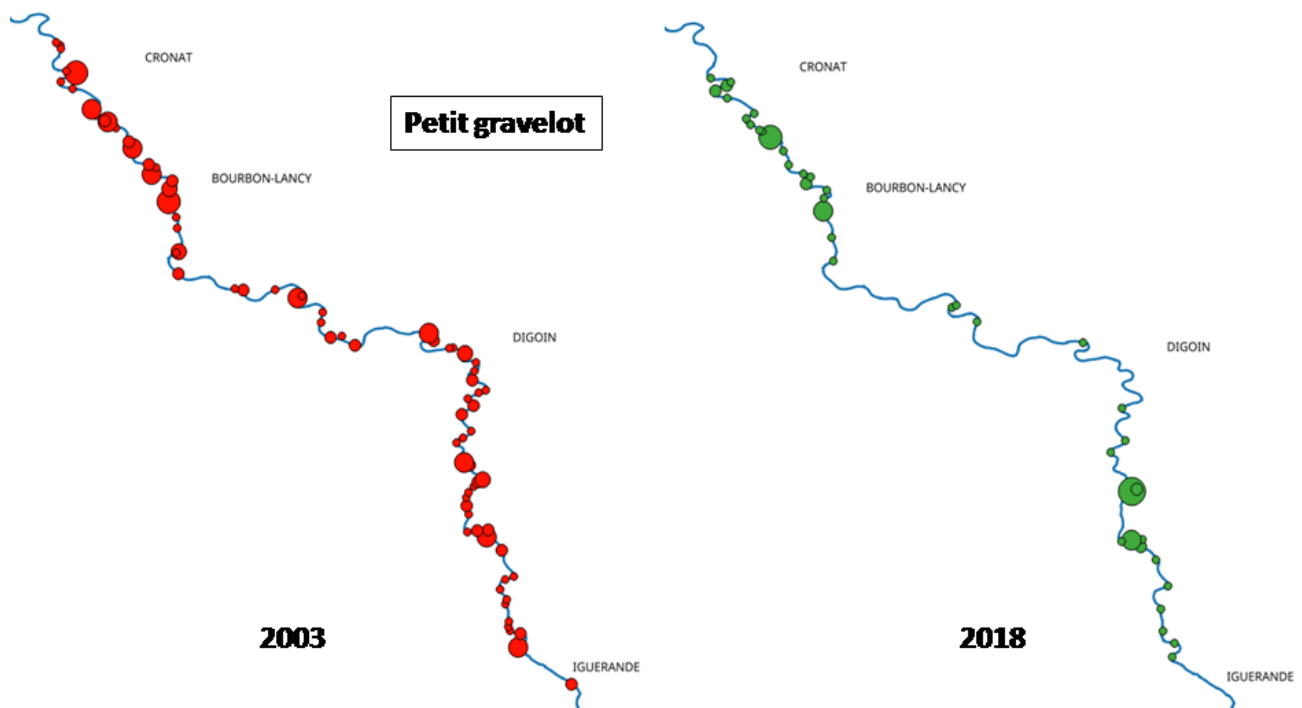 CRONAT
Petit gravelot
BOURBON-LANCY
DIGOIN
2003
IGUERANDE
CRONAT
BOURBON-LANCY
DIGOIN
2018
IGUERANDE